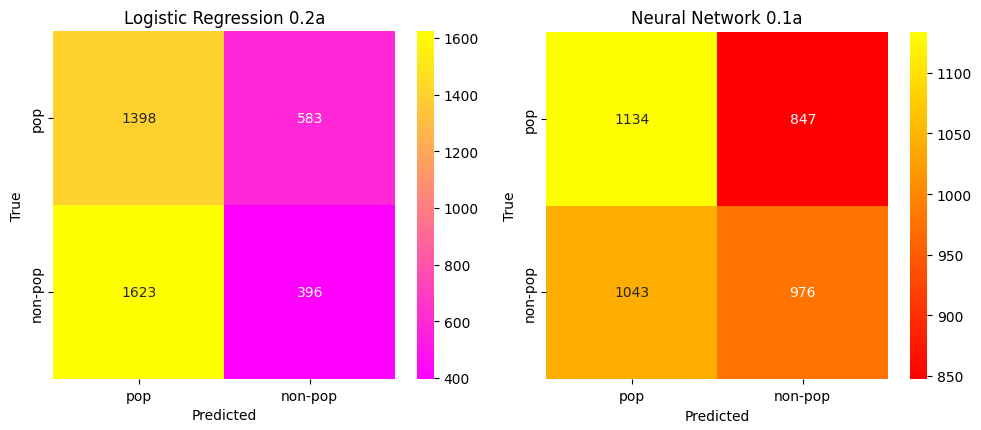 Logistic Regression 0.2a
pop
non-pop
True
1398
583
1623
396
pop
non-pop
Predicted
1600
1400
1200
1000
800
600
400
Neural Network 0.1a
pop
non-pop
True
1134
847
1043
976
pop
non-pop
Predicted
1100
1050
1000
950
900
850